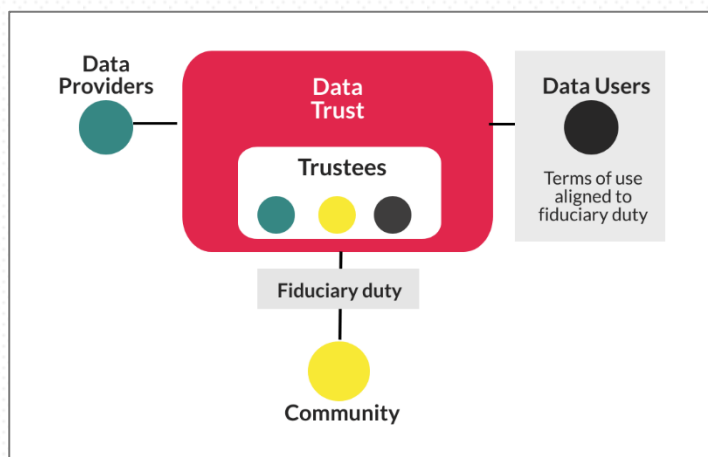 Data
Providers
Data
Trust
Trustees
Data Users
Terms of use
aligned to
fiduciary duty
Fiduciary duty
Community